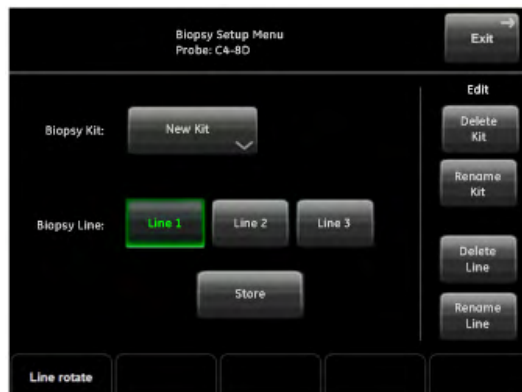 Biopsy Setup Menu
Probe: C4-8D
Exit
Edit
Biopsy Kit:
New Kit
Delete
Kit
Rename
Kit
Biopsy Line:
Line 1
Line 2
Line 3
Delete
Line
Store
Rename
Line
Line rotate